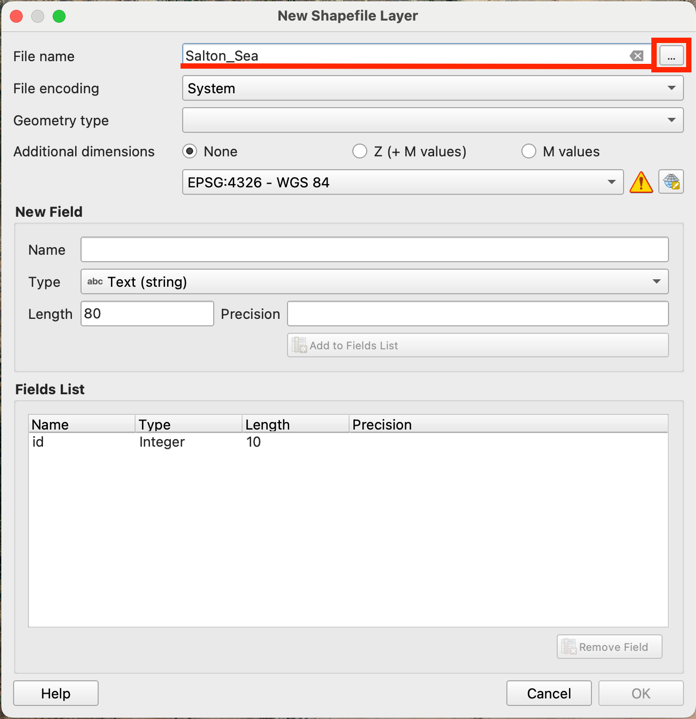 New Shapefile Layer
File name
Salton_Sea
...
File encoding
System
Geometry type
Additional dimensions
None
Z (+ M values)
M values
EPSG:4326 - WGS 84
New Field
Name
Type
abc Text (string)
Length
80
Precision
Add to Fields List
Fields List
Name Type Length Precision
id Integer 10
Remove Field
Help
Cancel
OK